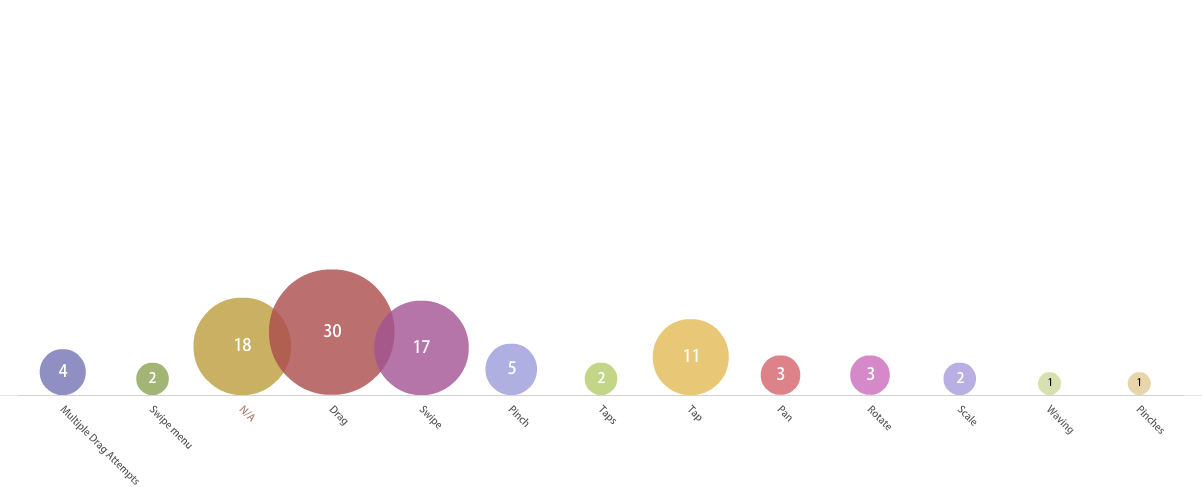 4
2
18
30
17
5
2
11
3
3
2
1
1
Multiple Drag Attempts
Swipe menu
N/A
Drag
Swipe
Pinch
Taps
Tap
Pan
Rotate
Scale
Waving
Pinches